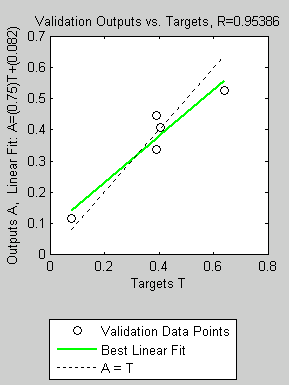 Validation Outputs vs. Targets, R=0.95386
Outputs A, Linear Fit: A=(0.75)T+(0.082)
0.7
0.6
0.5
0.4
0.3
0.2
0.1
0
0
0.2
0.4
0.6
0.8
Targets T
Validation Data Points
Best Linear Fit
A = T